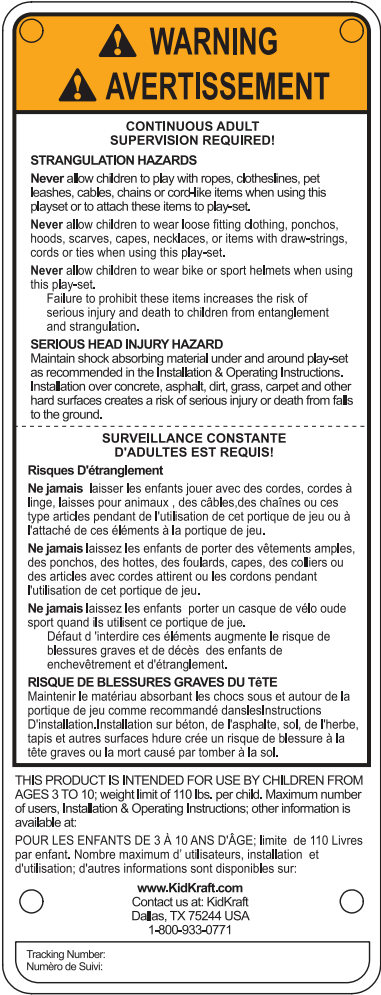 WARNING
AVERTISSEMENT
CONTINUOUS ADULT
SUPERVISION REQUIRED!
STRANGULATION HAZARDS
Never allow children to play with ropes, clotheslines, pet
leashes, cables, chains or cord-like items when using this
playset or to attach these items to play-set.
Never allow children to wear loose fitting clothing, ponchos,
hoods, scarves, capes, necklaces, or items with draw-strings,
cords or ties when using this play-set.
Never allow children to wear bike or sport helmets when using
this play-set.
Failure to prohibit these items increases the risk of
serious injury and death to children from entanglement
and strangulation.
SERIOUS HEAD INJURY HAZARD
Maintain shock absorbing material under and around play-set
as recommended in the Installation & Operating Instructions.
Installation over concrete, asphalt, dirt, grass, carpet and other
hard surfaces creates a risk of serious injury or death from falls
to the ground.
SURVEILLANCE CONSTANTE
D'ADULTES EST REQUIS!
Risques D'étranglement
Ne jamais laisser les enfants jouer avec des cordes, cordes à
linge, laisses pour animaux , des câbles,des chaînes ou ces
type articles pendant de l'utilisation de cet portique de jeu ou à
l'attaché de ces éléments à la portique de jeu.
Ne jamais laissez les enfants de porter des vêtements amples,
des ponchos, des hottes, des foulards, capes, des colliers ou
des articles avec cordes attirent ou les cordons pendant
l'utilisation de cet portique de jeu.
Ne jamais laissez les enfants porter un casque de vélo oude
sport quand ils utilisent ce portique de jue.
Défaut d 'interdire ces éléments augmente le risque de
blessures graves et de décès des enfants de
enchevêtrement et d'étranglement.
RISQUE DE BLESSURES GRAVES DU TêTE
Maintenir le matériau absorbant les chocs sous et autour de la
portique de jeu comme recommandé danslesInstructions
D'installation.Installation sur béton, de l'asphalte, sol, de l'herbe,
tapis et autres surfaces hdure crée un risque de blessure à la
tête graves ou la mort causé par tomber à la sol.
THIS PRODUCT IS INTENDED FOR USE BY CHILDREN FROM
AGES 3 TO 10; weight limit of 110 lbs. per child. Maximum number
of users, Installation & Operating Instructions; other information is
available at:
POUR LES ENFANTS DE 3 À 10 ANS D'ÂGE; limite de 110 Livres
par enfant. Nombre maximum d' utilisateurs, installation et
d'utilisation; d'autres informations sont disponibles sur:
www.KidKraft.com
Contact us at: KidKraft
Dallas, TX 75244 USA
1-800-933-0771
Tracking Number:
Numèro de Suivi: